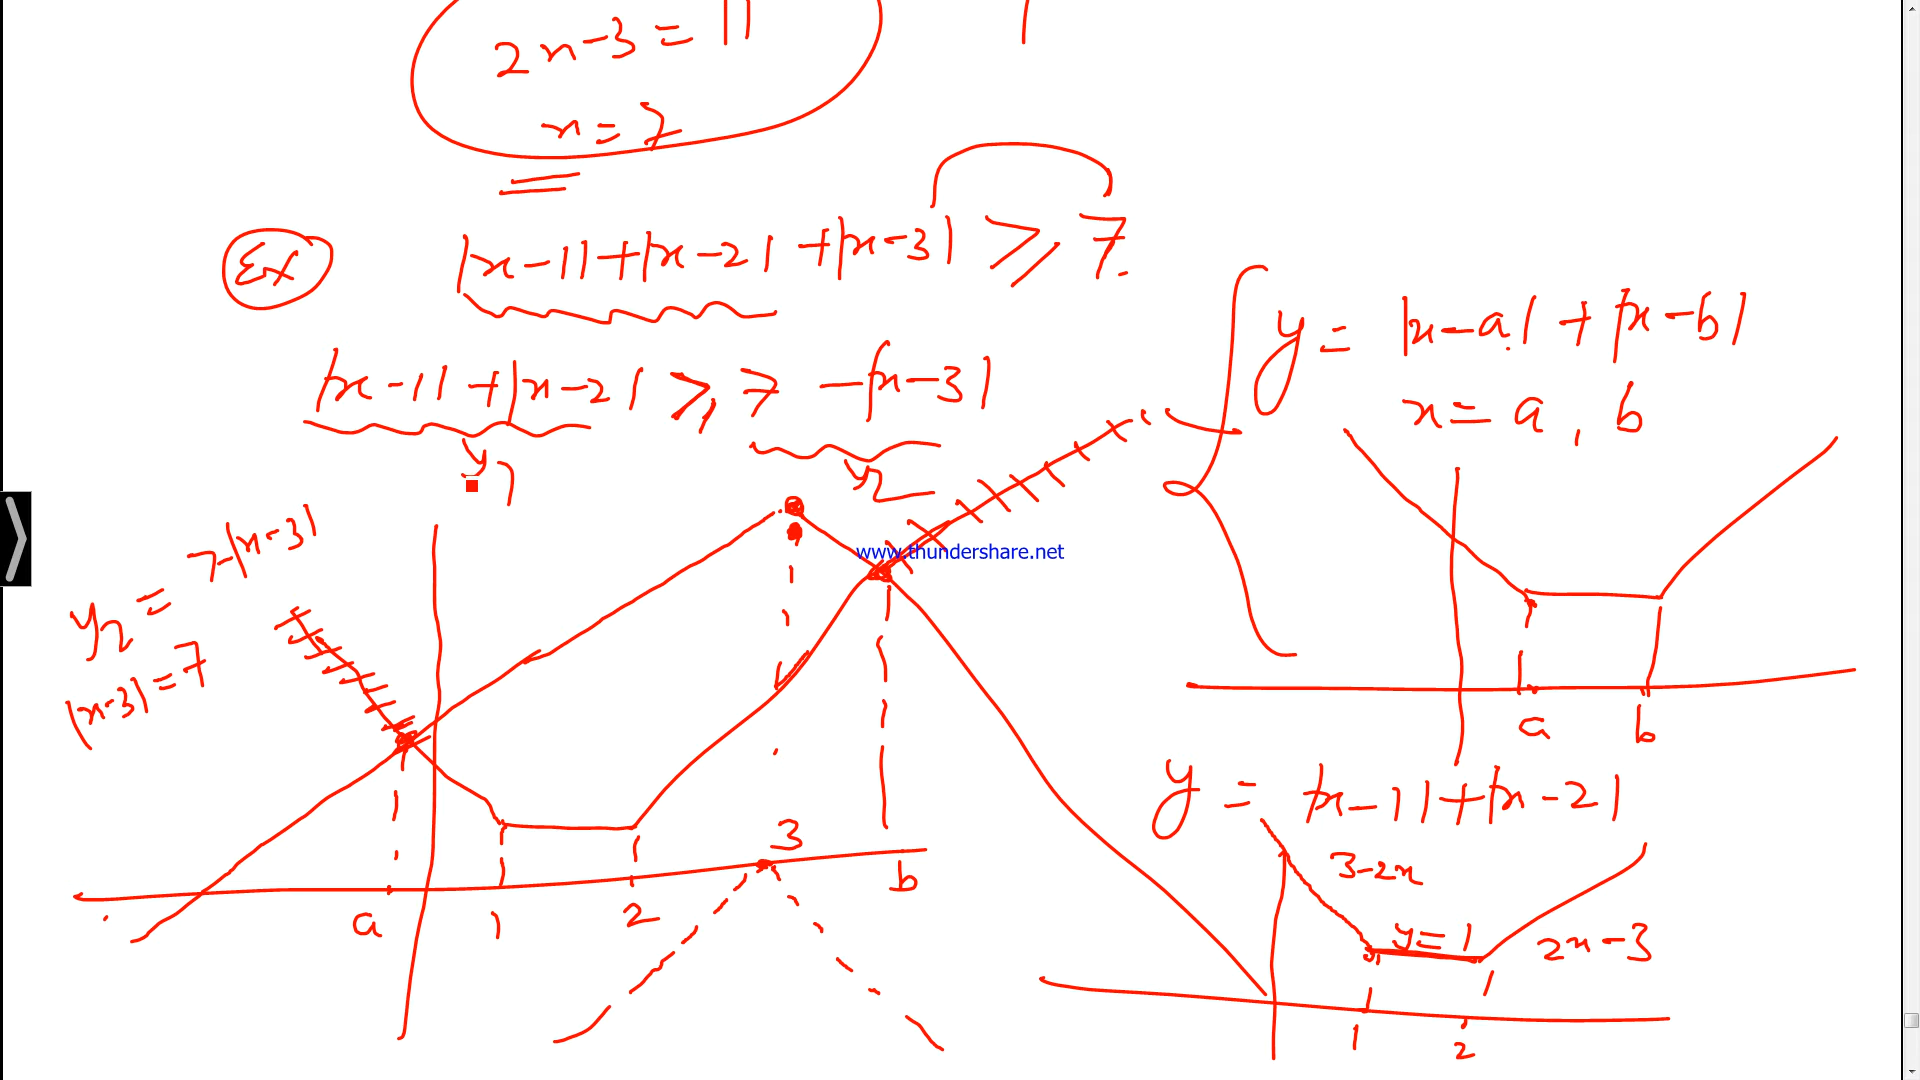 2x-3 = 11
x = 7
Ex
|x-1|+|x-2| +|x-3| ⩾ 7.
|x-1| + |x-2| ⩾ 7 -|x-3|
y1
y2
y2 = 7-|x-3|
|x-3| = 7
www.thundershare.net
3
a
1
2
b
y = |x-a| + |x-b|
x = a, b
a
b
y = |x-1|+|x-2|
3-2x
y=1
2x-3
1
2